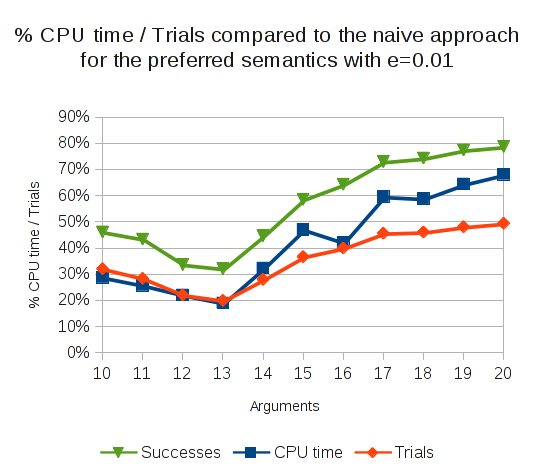 % CPU time / Trials compared to the naive approach
for the preferred semantics with e=0.01
90%
80%
70%
60%
50%
40%
30%
20%
10%
0%
% CPU time / Trials
10 11 12 13 14 15 16 17 18 19 20
Arguments
Successes CPU time Trials